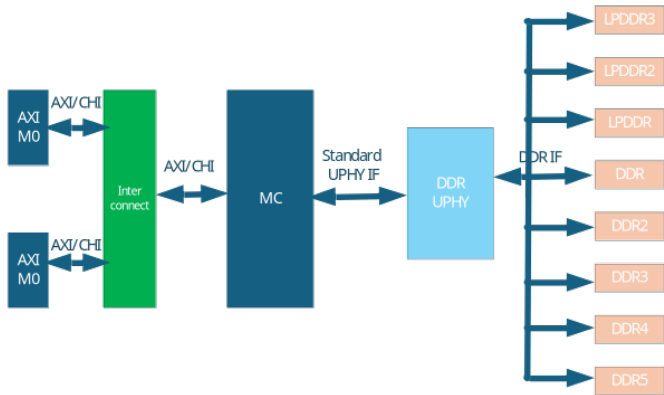 AXI
M0
AXI/CHI
AXI
M0
AXI/CHI
Inter
connect
AXI/CHI
MC
Standard
UPHY IF
DDR
UPHY
DDR IF
LPDDR3
LPDDR2
LPDDR
DDR
DDR2
DDR3
DDR4
DDR5